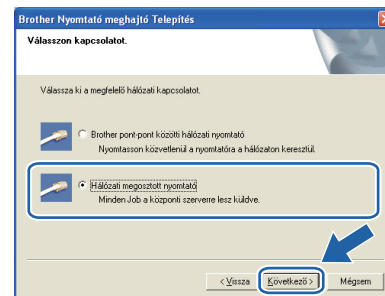 Brother Nyomtató meghajtó Telepítés
Válasszon kapcsolatot.
Válassza ki a megfelelő hálózati kapcsolatot.
Brother pont-pont közötti hálózati nyomtató
Nyomtasson közvetlenül a nyomtatóra a hálózaton keresztül.
Hálózati megosztott nyomtató
Minden Job a központi szerverre lesz küldve.
< Vissza Következő > Mégsem